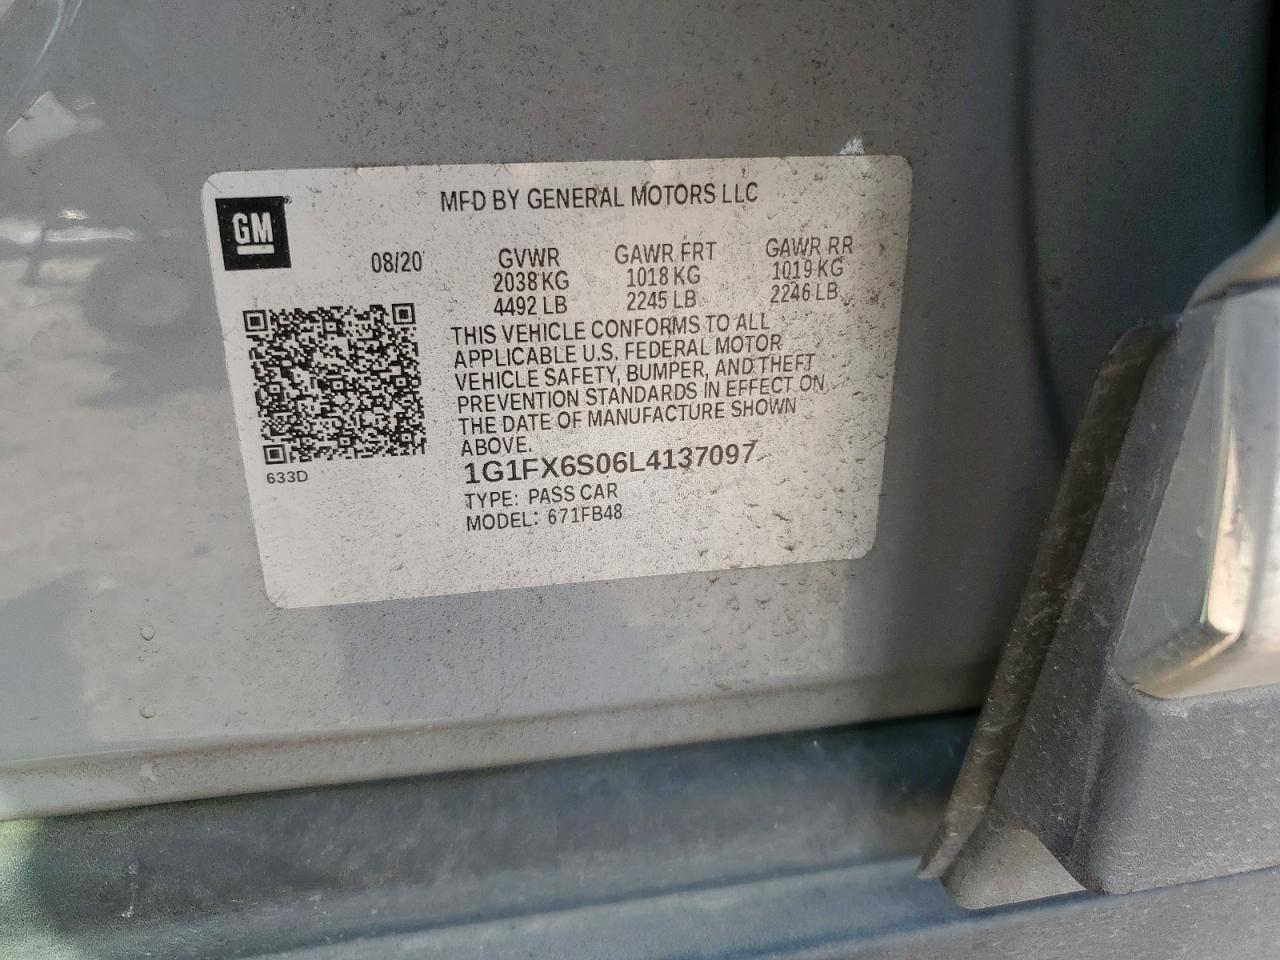 MFD BY GENERAL MOTORS LLC
GM
08/20 GVWR GAWR FRT GAWR RR
2038 KG 1018 KG 1019 KG
4492 LB 2245 LB 2246 LB
THIS VEHICLE CONFORMS TO ALL
APPLICABLE U.S. FEDERAL MOTOR
VEHICLE SAFETY, BUMPER, AND THEFT
PREVENTION STANDARDS IN EFFECT ON
THE DATE OF MANUFACTURE SHOWN
ABOVE.
633D
1G1FX6S06L4137097
TYPE: PASS CAR
MODEL: 671FB48